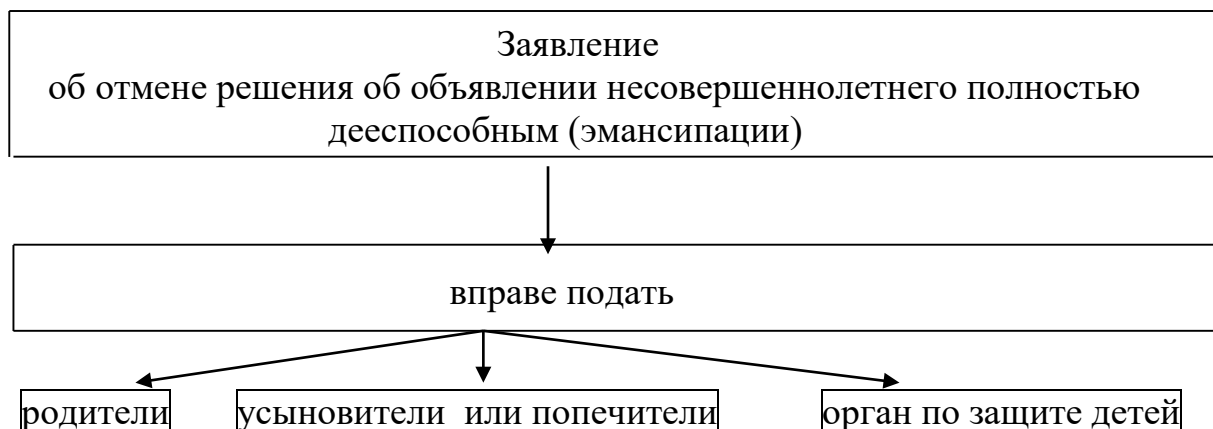 Заявление
об отмене решения об объявлении несовершеннолетнего полностью
дееспособным (эмансипации)
вправе подать
родители
усыновители или попечители
орган по защите детей